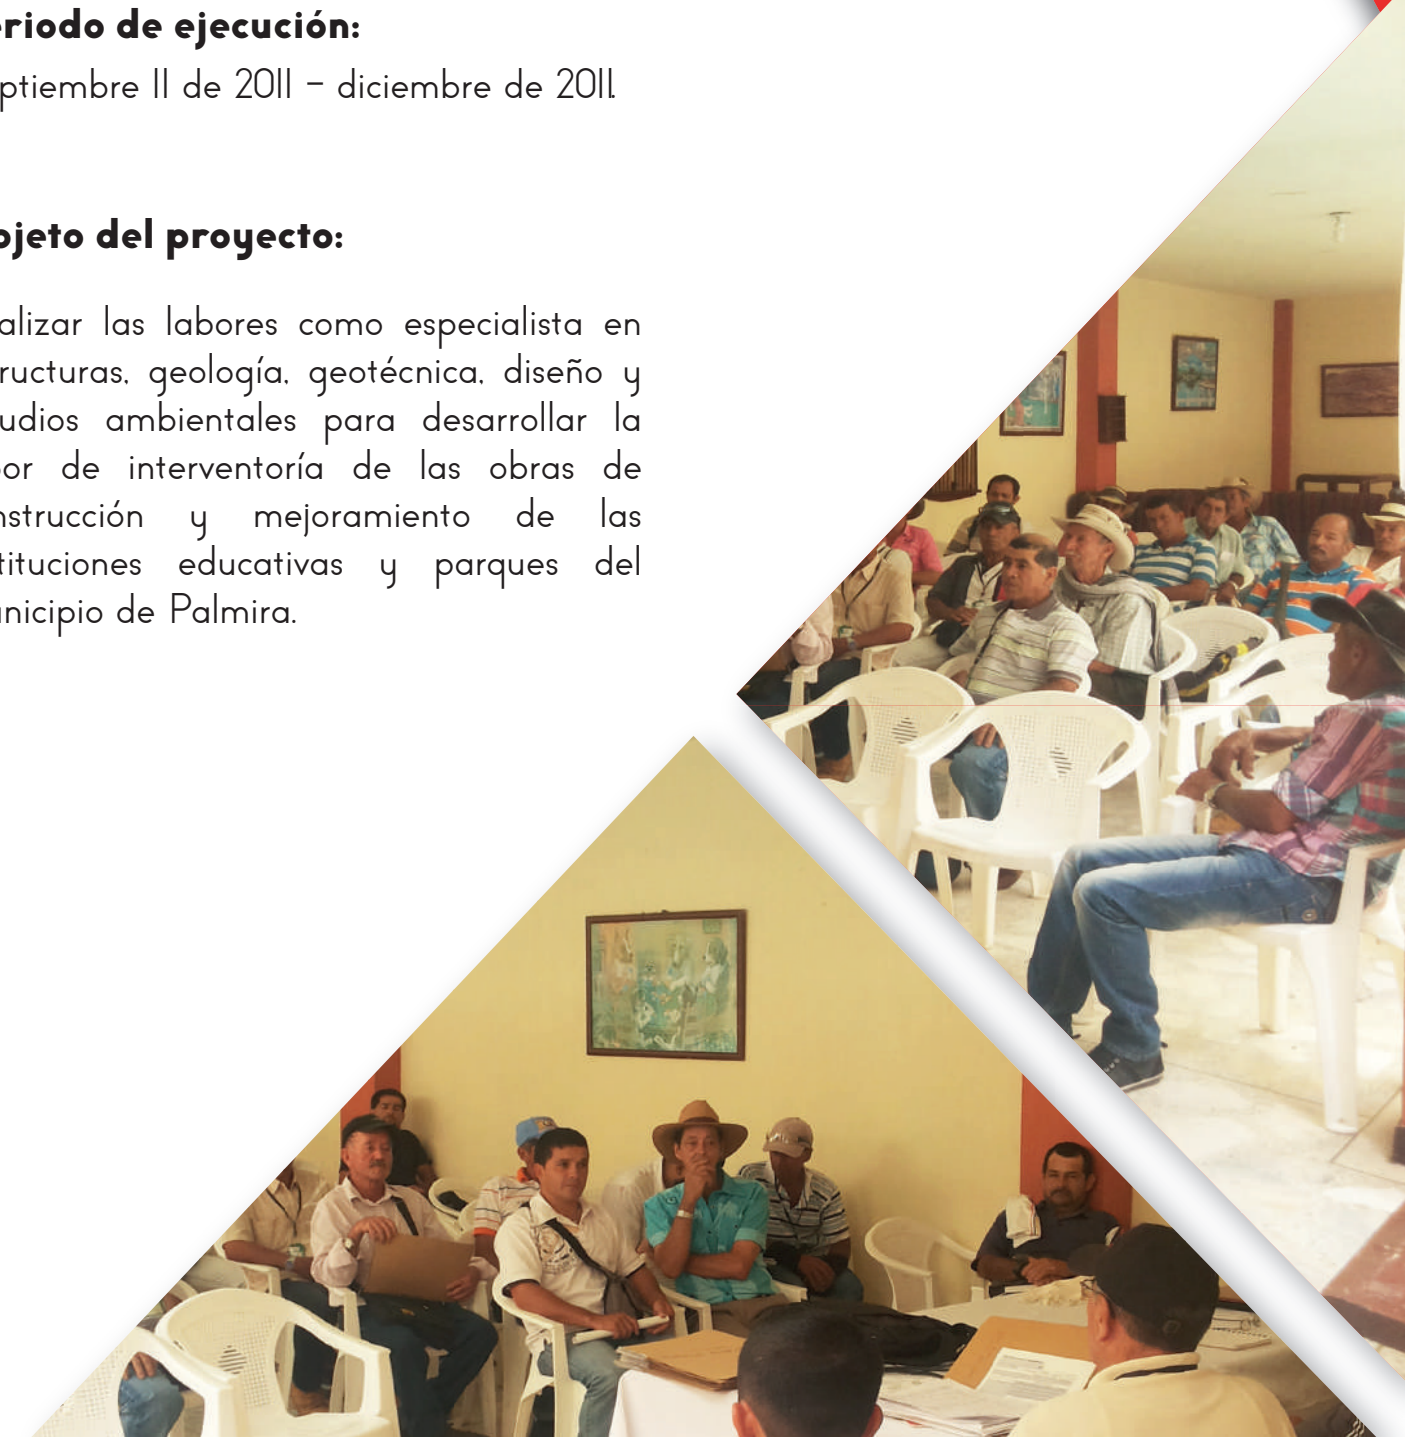 eriodo de ejecución:
ptiembre 11 de 2011 – diciembre de 2011.
ojeto del proyecto:
alizar las labores como especialista en
ructuras, geología, geotécnica, diseño y
udios ambientales para desarrollar la
or de interventoría de las obras de
nstrucción y mejoramiento de las
tituciones educativas y parques del
unicipio de Palmira.